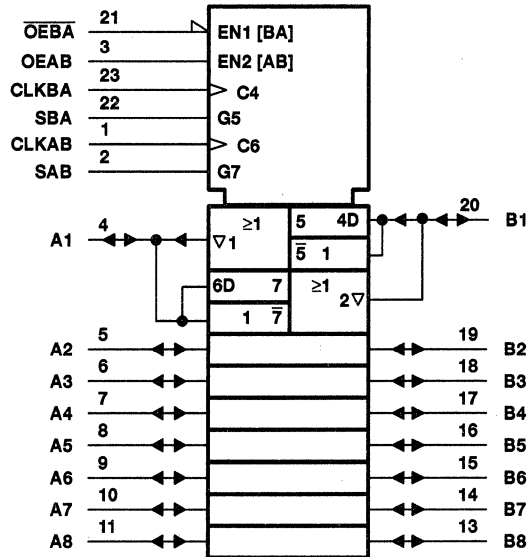 OEBA 21 EN1 [BA]
OEAB 3 EN2 [AB]
CLKBA 23 C4
SBA 22 G5
CLKAB 1 C6
SAB 2 G7
A1 4 ≥1 5 4D 20 B1
▽1 5̅ 1
6D 7 ≥1
1 7̅ 2▽
A2 5 19 B2
A3 6 18 B3
A4 7 17 B4
A5 8 16 B5
A6 9 15 B6
A7 10 14 B7
A8 11 13 B8